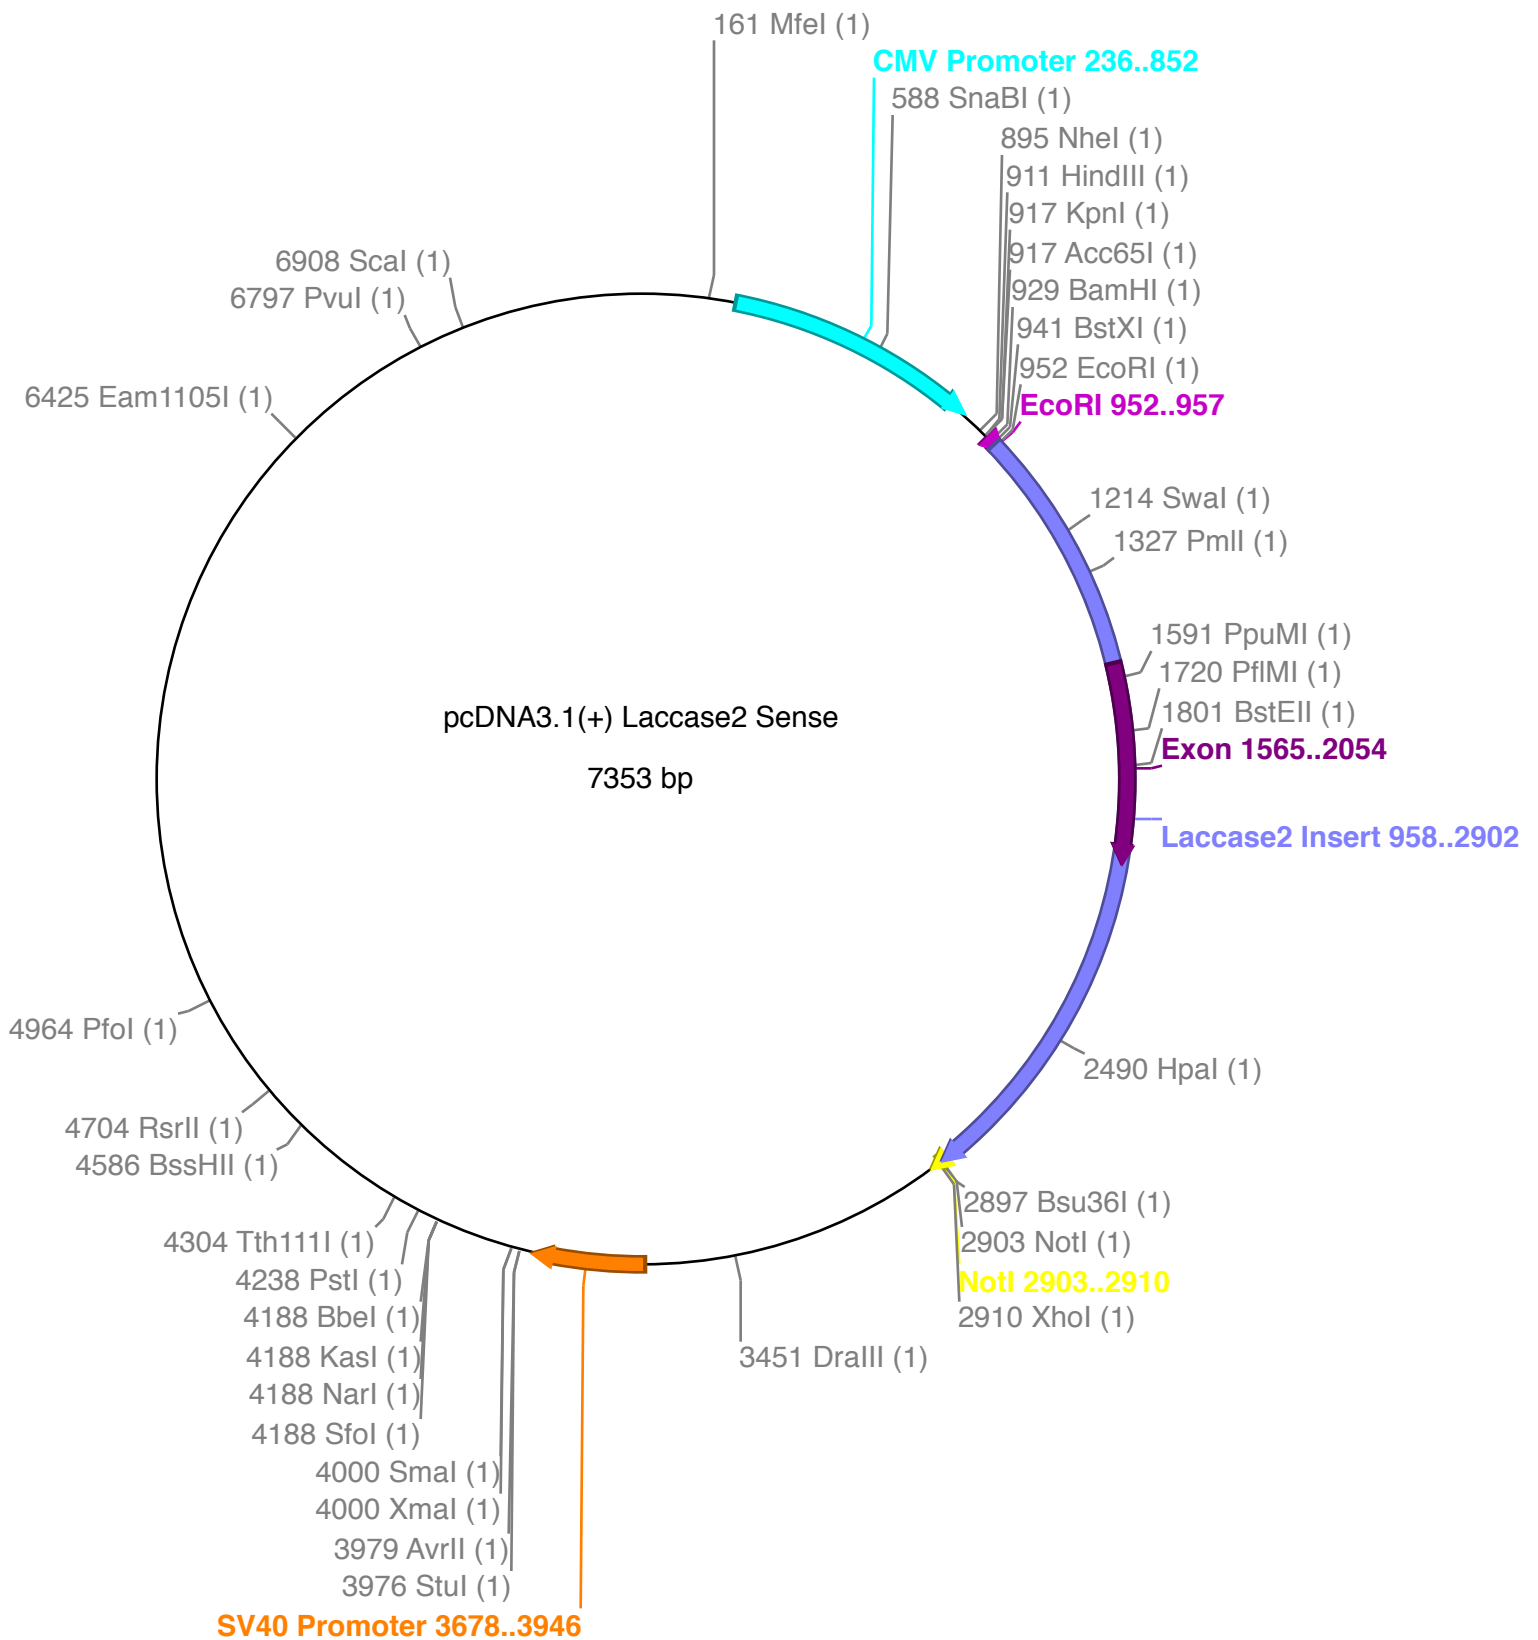 161 MfeI (1)
CMV Promoter 236..852
588 SnaBI (1)
895 NheI (1)
911 HindIII (1)
917 KpnI (1)
917 Acc65I (1)
929 BamHI (1)
941 BstXI (1)
952 EcoRI (1)
EcoRI 952..957
1214 SwaI (1)
1327 PmlI (1)
1591 PpuMI (1)
1720 PflMI (1)
1801 BstEII (1)
Exon 1565..2054
Laccase2 Insert 958..2902
2490 HpaI (1)
2897 Bsu36I (1)
2903 NotI (1)
NotI 2903..2910
2910 XhoI (1)
3451 DraIII (1)
SV40 Promoter 3678..3946
3976 StuI (1)
3979 AvrII (1)
4000 XmaI (1)
4000 SmaI (1)
4188 SfoI (1)
4188 NarI (1)
4188 KasI (1)
4188 BbeI (1)
4238 PstI (1)
4304 Tth111I (1)
4586 BssHII (1)
4704 RsrII (1)
4964 PfoI (1)
6425 Eam1105I (1)
6797 PvuI (1)
6908 ScaI (1)
pcDNA3.1(+) Laccase2 Sense
7353 bp